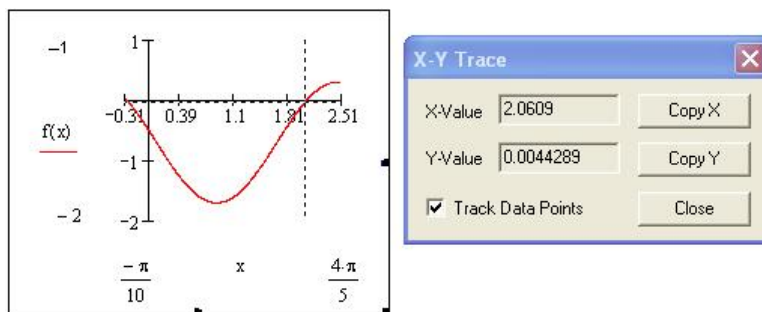 −1
1
−0.31 0.39 1.1 1.81 2.51
f(x)
−1
−2
−2
−π
10
x
4·π
5
X-Y Trace
X-Value 2.0609 Copy X
Y-Value 0.0044289 Copy Y
Track Data Points Close